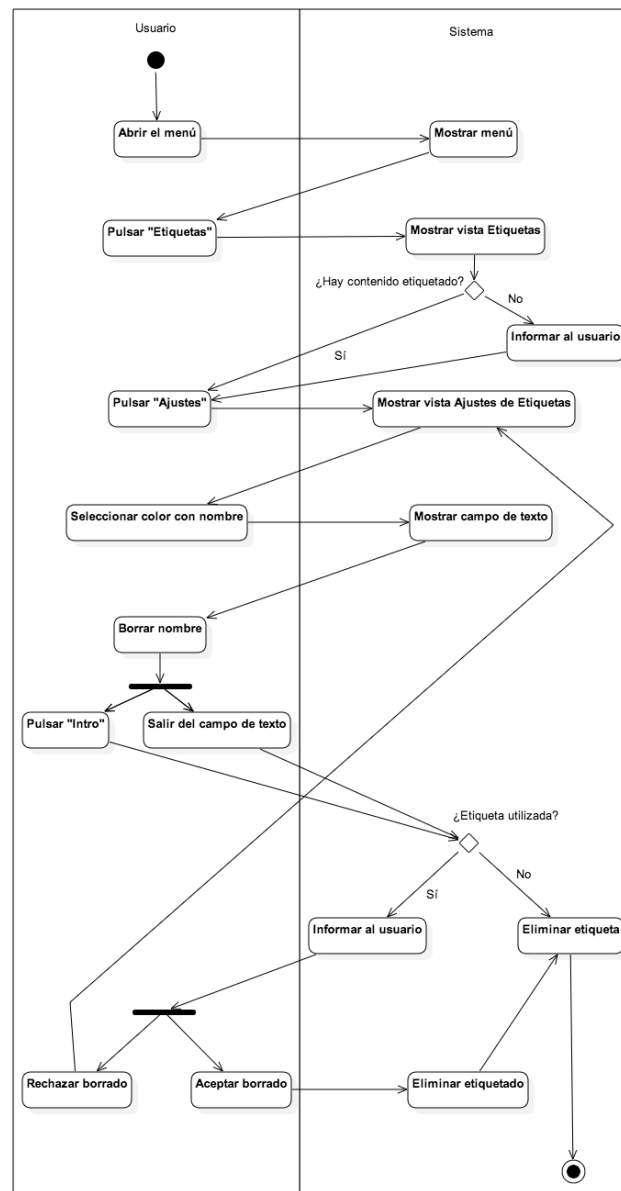 Usuario
Sistema
Abrir el menú
Mostrar menú
Pulsar "Etiquetas"
Mostrar vista Etiquetas
¿Hay contenido etiquetado?
No
Informar al usuario
Sí
Pulsar "Ajustes"
Mostrar vista Ajustes de Etiquetas
Seleccionar color con nombre
Mostrar campo de texto
Borrar nombre
Pulsar "Intro"
Salir del campo de texto
¿Etiqueta utilizada?
No
Sí
Informar al usuario
Eliminar etiqueta
Rechazar borrado
Aceptar borrado
Eliminar etiquetado